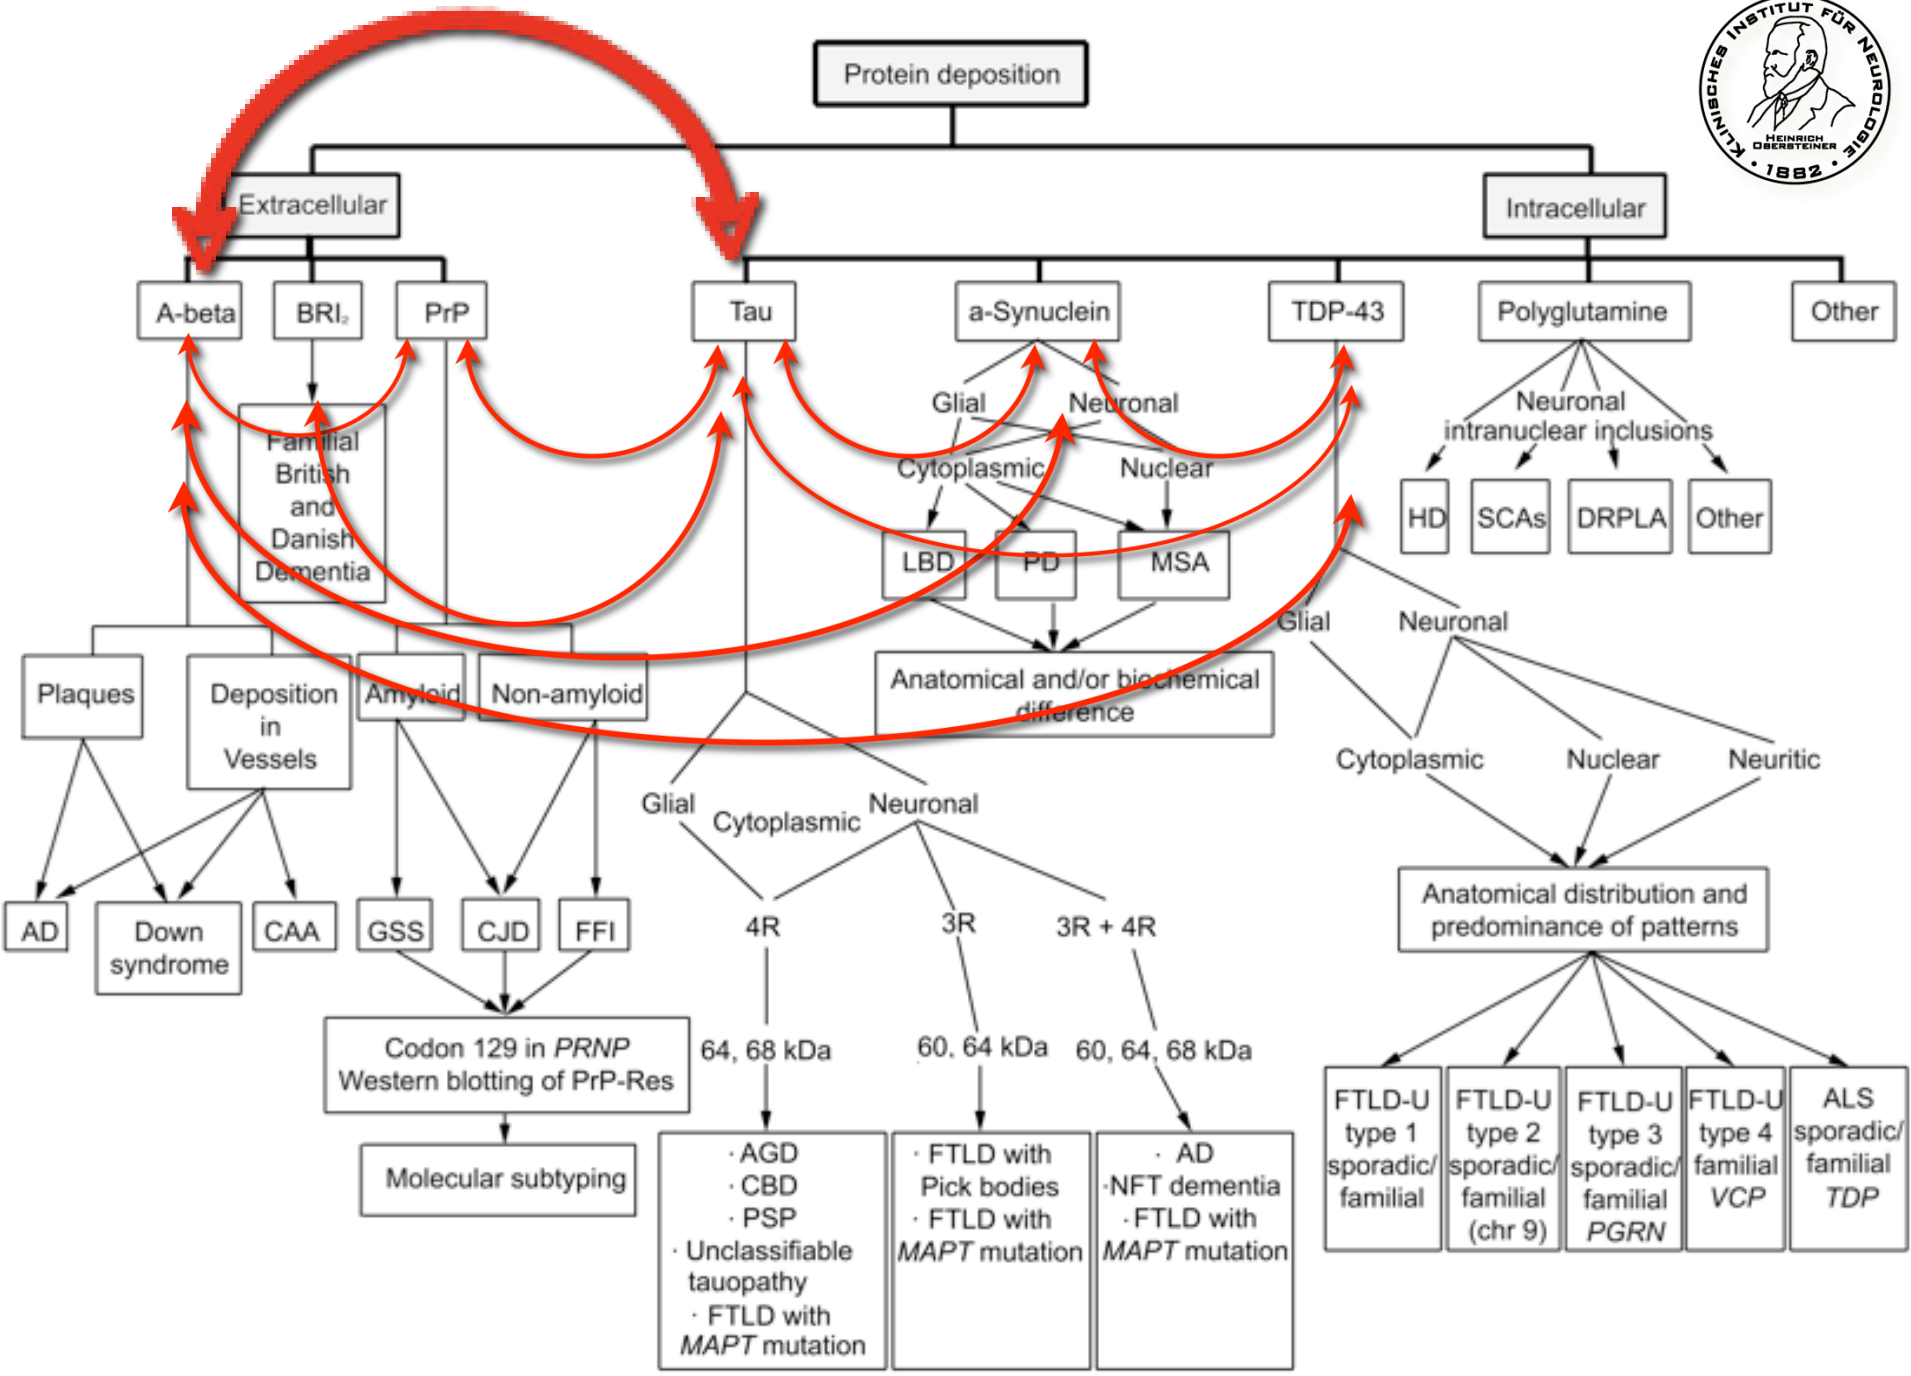 Protein deposition
KLINISCHES INSTITUT FÜR NEUROLOGIE
HEINRICH
OBERSTEINER
· 1882 ·
Extracellular
Intracellular
A-beta
BRI₂
PrP
Tau
a-Synuclein
TDP-43
Polyglutamine
Other
Familial
British
and
Danish
Dementia
Glial
Neuronal
Cytoplasmic
Nuclear
LBD
PD
MSA
Anatomical and/or biochemical
difference
Neuronal
intranuclear inclusions
HD
SCAs
DRPLA
Other
Plaques
Deposition
in
Vessels
Amyloid
Non-amyloid
AD
Down
syndrome
CAA
GSS
CJD
FFI
Codon 129 in PRNP
Western blotting of PrP-Res
Molecular subtyping
Glial
Cytoplasmic
Neuronal
4R
3R
3R + 4R
64, 68 kDa
60, 64 kDa
60, 64, 68 kDa
· AGD
· CBD
· PSP
· Unclassifiable
tauopathy
· FTLD with
MAPT mutation
· FTLD with
Pick bodies
· FTLD with
MAPT mutation
· AD
·NFT dementia
· FTLD with
MAPT mutation
Glial
Neuronal
Cytoplasmic
Nuclear
Neuritic
Anatomical distribution and
predominance of patterns
FTLD-U
type 1
sporadic/
familial
FTLD-U
type 2
sporadic/
familial
(chr 9)
FTLD-U
type 3
sporadic/
familial
PGRN
FTLD-U
type 4
familial
VCP
ALS
sporadic/
familial
TDP